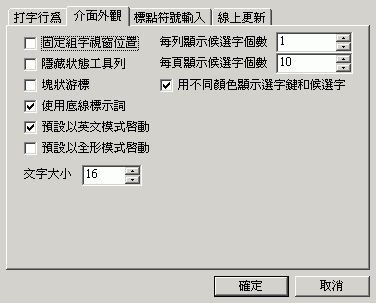 打字行爲 介面外觀 標點符號輸入 線上更新
固定組字視窗位置
隱藏狀態工具列
塊狀游標
使用底線標示詞
預設以英文模式啓動
預設以全形模式啓動
文字大小 16
每列顯示候選字個數 1
每頁顯示候選字個數 10
用不同顏色顯示選字鍵和候選字
確定 取消